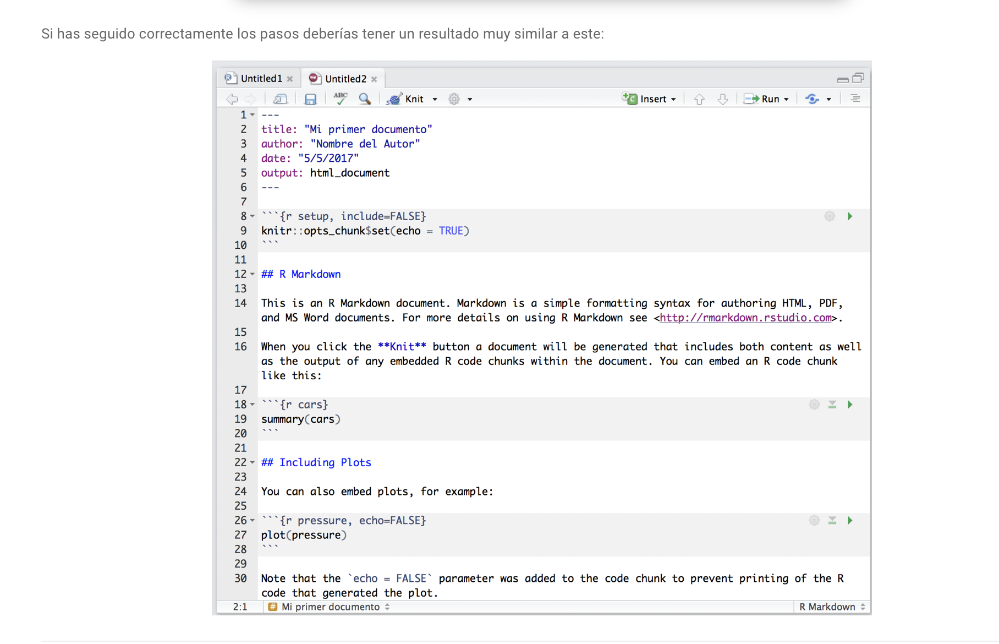 Si has seguido correctamente los pasos deberías tener un resultado muy similar a este:
Untitled1 Untitled2
ABC Knit Insert Run
1 ---
2 title: "Mi primer documento"
3 author: "Nombre del Autor"
4 date: "5/5/2017"
5 output: html_document
6 ---
7
8 ```{r setup, include=FALSE}
9 knitr::opts_chunk$set(echo = TRUE)
10 ```
11
12 ## R Markdown
13
14 This is an R Markdown document. Markdown is a simple formatting syntax for authoring HTML, PDF,
and MS Word documents. For more details on using R Markdown see <http://rmarkdown.rstudio.com>.
15
16 When you click the **Knit** button a document will be generated that includes both content as well
as the output of any embedded R code chunks within the document. You can embed an R code chunk
like this:
17
18 ```{r cars}
19 summary(cars)
20 ```
21
22 ## Including Plots
23
24 You can also embed plots, for example:
25
26 ```{r pressure, echo=FALSE}
27 plot(pressure)
28 ```
29
30 Note that the `echo = FALSE` parameter was added to the code chunk to prevent printing of the R
code that generated the plot.
2:1 # Mi primer documento R Markdown